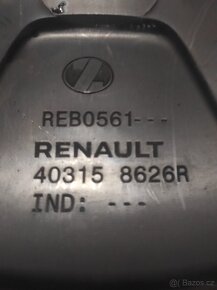 REB0561---
RENAULT
40315 8626R
IND: ---